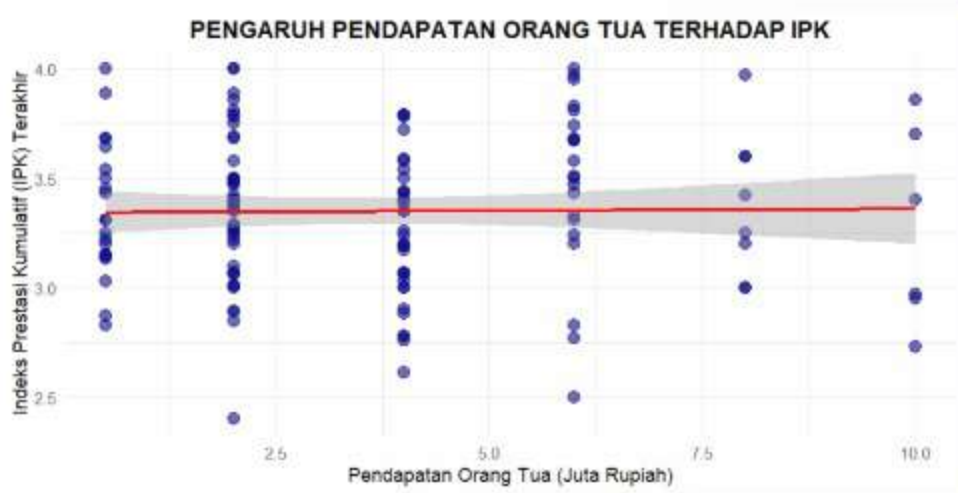 PENGARUH PENDAPATAN ORANG TUA TERHADAP IPK
Indeks Prestasi Kumulatif (IPK) Terakhir
4.0
3.5
3.0
2.5
2.5
5.0
7.5
10.0
Pendapatan Orang Tua (Juta Rupiah)